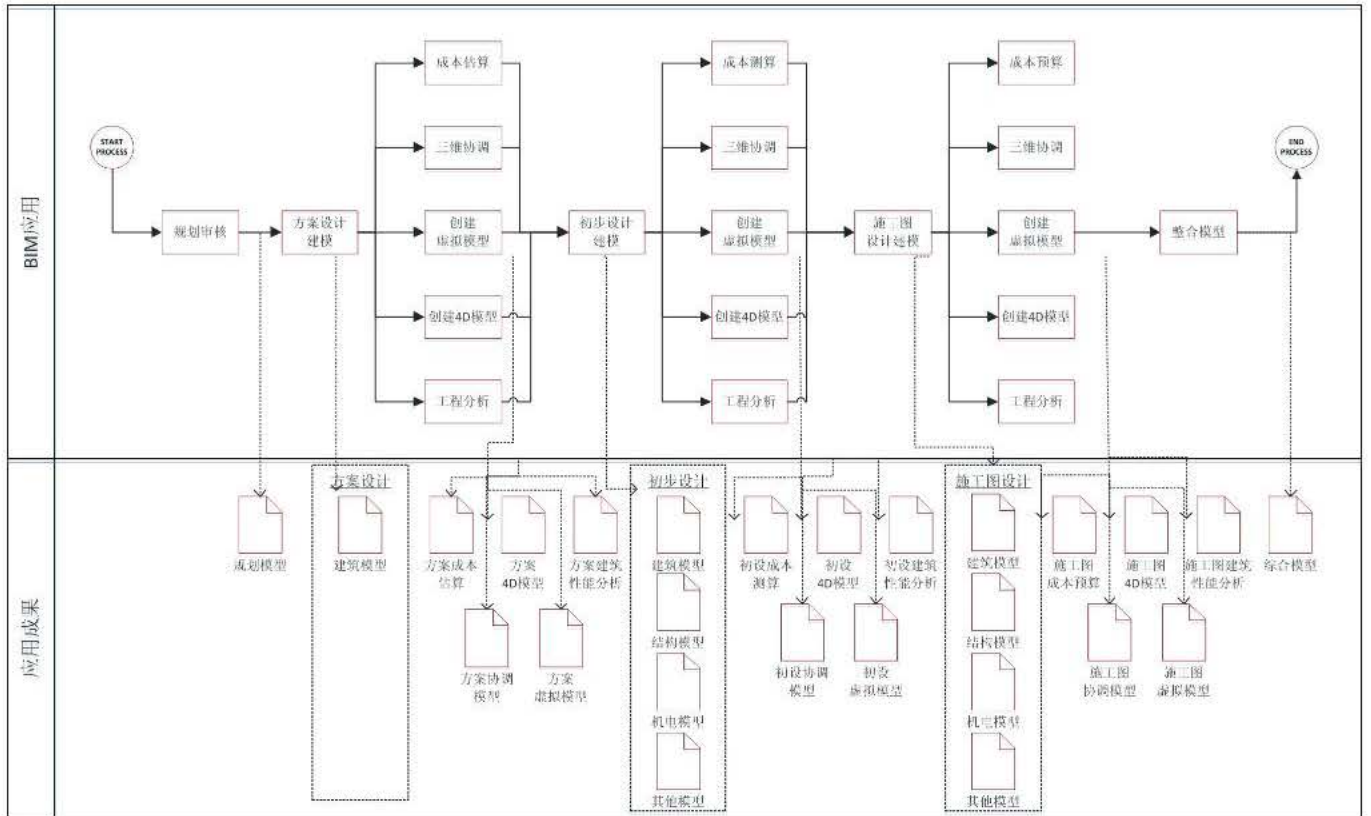 BIM应用
START
PROCESS
规划审核
方案设计
建模
成本估算
三维协调
创建
虚拟模型
创建4D模型
工程分析
初步设计
建模
成本测算
三维协调
创建
虚拟模型
创建4D模型
工程分析
施工图
设计建模
成本预算
三维协调
创建
虚拟模型
创建4D模型
工程分析
整合模型
END
PROCESS
应用成果
规划模型
方案设计
建筑模型
方案成本
估算
方案
4D模型
方案建筑
性能分析
方案协调
模型
方案
虚拟模型
初步设计
建筑模型
结构模型
机电模型
其他模型
初设成本
测算
初设
4D模型
初设建筑
性能分析
初设协调
模型
初设
虚拟模型
施工图设计
建筑模型
结构模型
机电模型
其他模型
施工图
成本预算
施工图
4D模型
施工图建筑
性能分析
施工图
协调模型
施工图
虚拟模型
综合模型